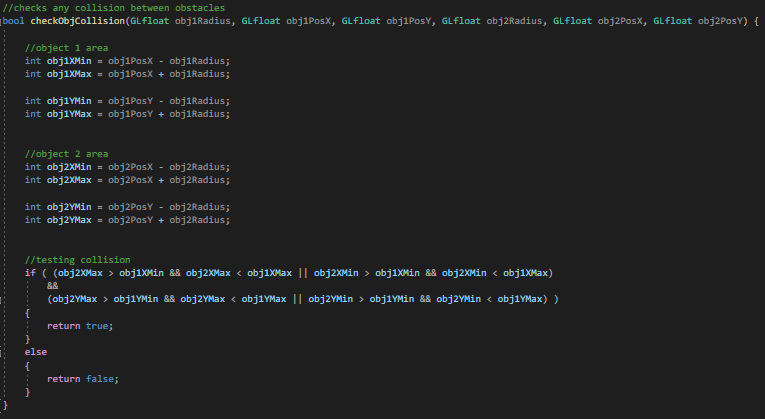 //checks any collision between obstacles
bool checkObjCollision(GLfloat obj1Radius, GLfloat obj1PosX, GLfloat obj1PosY, GLfloat obj2Radius, GLfloat obj2PosX, GLfloat obj2PosY) {
//object 1 area
int obj1XMin = obj1PosX - obj1Radius;
int obj1XMax = obj1PosX + obj1Radius;
int obj1YMin = obj1PosY - obj1Radius;
int obj1YMax = obj1PosY + obj1Radius;
//object 2 area
int obj2XMin = obj2PosX - obj2Radius;
int obj2XMax = obj2PosX + obj2Radius;
int obj2YMin = obj2PosY - obj2Radius;
int obj2YMax = obj2PosY + obj2Radius;
//testing collision
if ( (obj2XMax > obj1XMin && obj2XMax < obj1XMax || obj2XMin > obj1XMin && obj2XMin < obj1XMax)
&&
(obj2YMax > obj1YMin && obj2YMax < obj1YMax || obj2YMin > obj1YMin && obj2YMin < obj1YMax) )
{
return true;
}
else
{
return false;
}
}